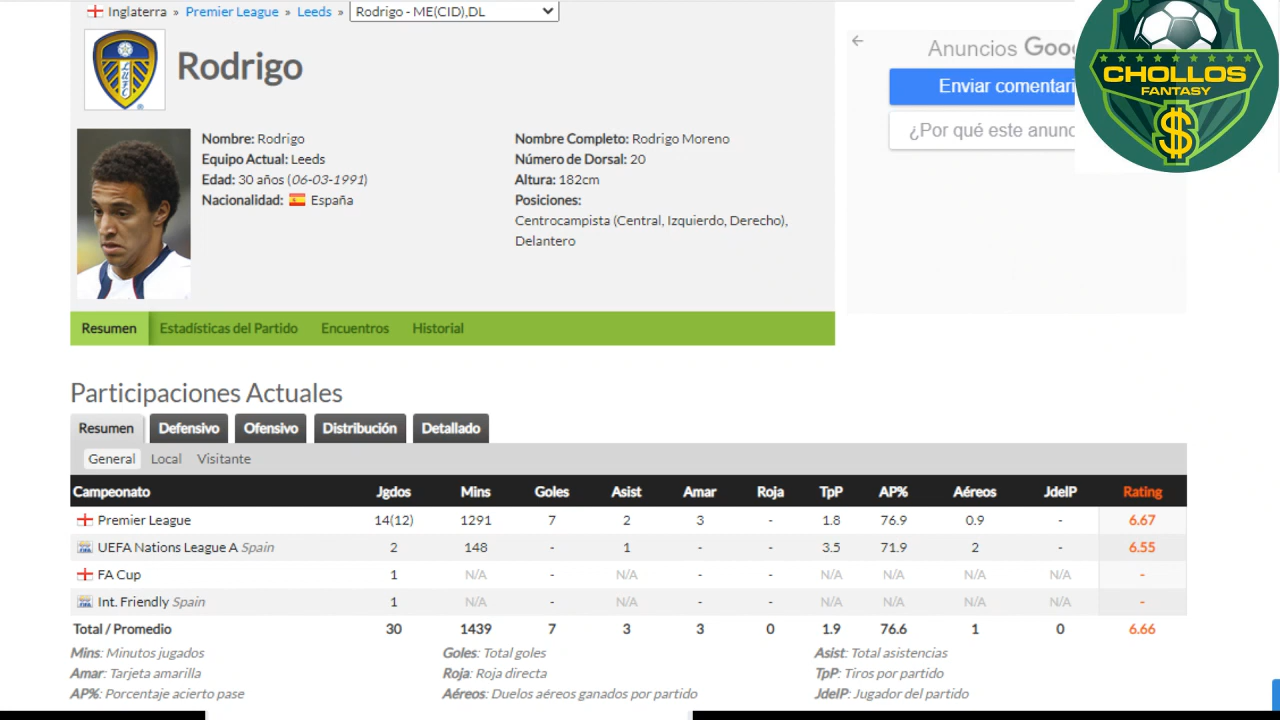 Inglaterra » Premier League » Leeds » Rodrigo - ME(CID),DL
Rodrigo
Nombre: Rodrigo
Equipo Actual: Leeds
Edad: 30 años (06-03-1991)
Nacionalidad: España
Nombre Completo: Rodrigo Moreno
Número de Dorsal: 20
Altura: 182cm
Posiciones:
Centrocampista (Central, Izquierdo, Derecho),
Delantero
Anuncios Goog
Enviar comentari
¿Por qué este anunc
CHOLLOS
FANTASY
$
LUFC
Resumen Estadísticas del Partido Encuentros Historial
Participaciones Actuales
Resumen Defensivo Ofensivo Distribución Detallado
General Local Visitante
Campeonato Jgdos Mins Goles Asist Amar Roja TpP AP% Aéreos JdelP Rating
Premier League 14(12) 1291 7 2 3 - 1.8 76.9 0.9 - 6.67
UEFA Nations League A Spain 2 148 - 1 - - 3.5 71.9 2 - 6.55
FA Cup 1 N/A - N/A - - N/A N/A N/A N/A -
Int. Friendly Spain 1 N/A - N/A - - N/A N/A N/A N/A -
Total / Promedio 30 1439 7 3 3 0 1.9 76.6 1 0 6.66
Mins: Minutos jugados Goles: Total goles Asist: Total asistencias
Amar: Tarjeta amarilla Roja: Roja directa TpP: Tiros por partido
AP%: Porcentaje acierto pase Aéreos: Duelos aéreos ganados por partido JdelP: Jugador del partido